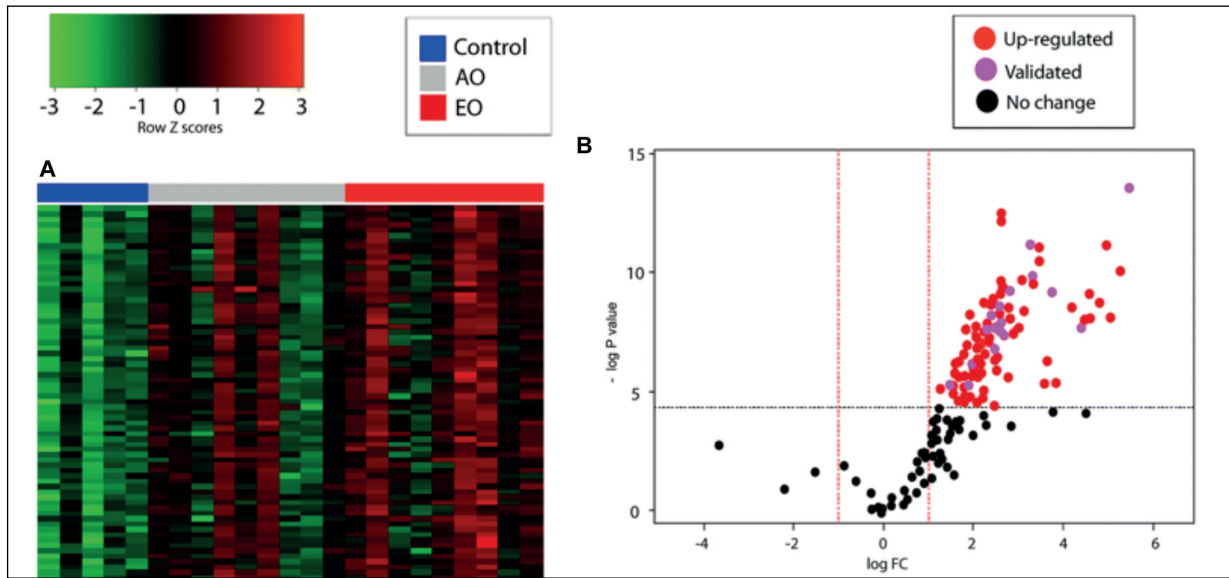 -3 -2 -1 0 1 2 3
Row Z scores
Control
AO
EO
Up-regulated
Validated
No change
A
B
15
10
5
0
- log P value
-4 -2 0 2 4 6
log FC